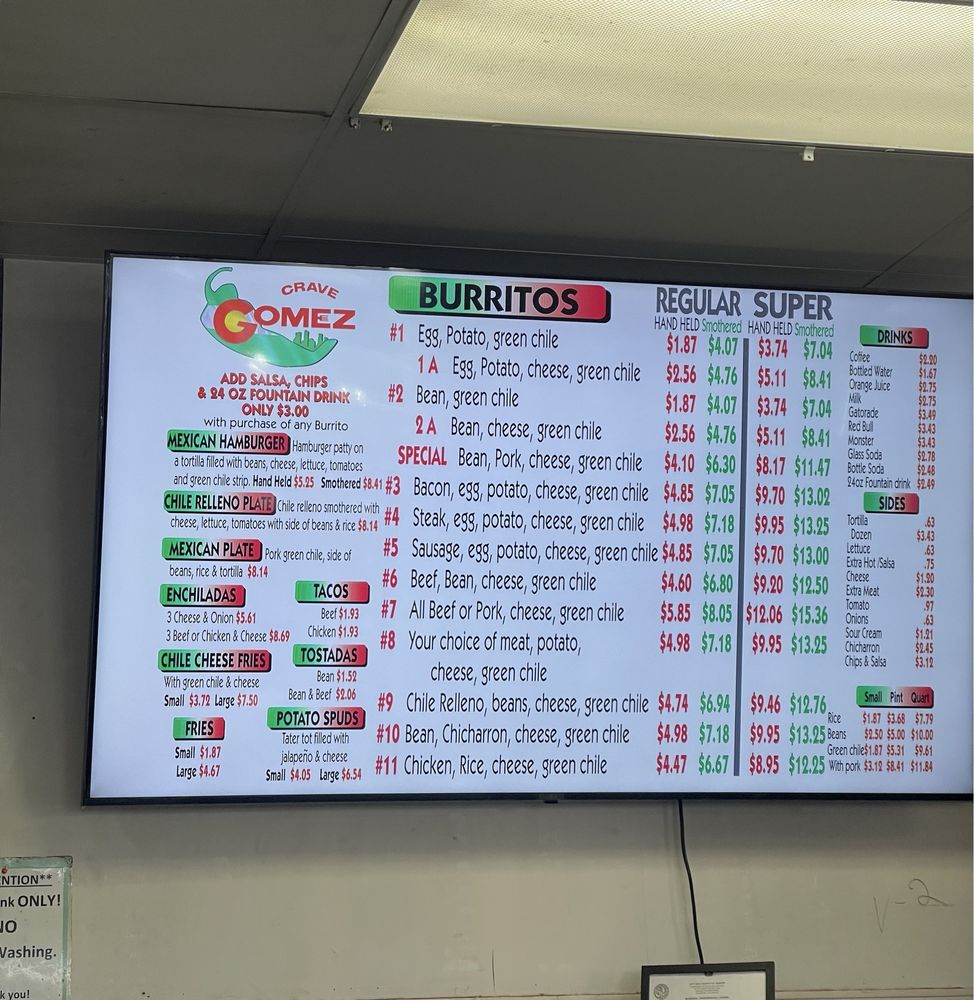 CRAVE
GOMEZ
ADD SALSA, CHIPS
& 24 OZ FOUNTAIN DRINK
ONLY $3.00
with purchase of any Burrito
MEXICAN HAMBURGER Hamburger patty on
a tortilla filled with beans, cheese, lettuce, tomatoes
and green chile strip. Hand Held $5.25 Smothered $8.41
CHILE RELLENO PLATE Chile relleno smothered with
cheese, lettuce, tomatoes with side of beans & rice $8.14
MEXICAN PLATE Pork green chile, side of
beans, rice & tortilla $8.14
ENCHILADAS
3 Cheese & Onion $5.61
3 Beef or Chicken & Cheese $8.69
CHILE CHEESE FRIES
With green chile & cheese
Small $3.72 Large $7.50
FRIES
Small $1.87
Large $4.67
TACOS
Beef $1.93
Chicken $1.93
TOSTADAS
Bean $1.52
Bean & Beef $2.06
POTATO SPUDS
Tater tot filled with
jalapeño & cheese
Small $4.05 Large $6.54
BURRITOS REGULAR SUPER
HAND HELD Smothered HAND HELD Smothered
#1 Egg, Potato, green chile $1.87 $4.07 $3.74 $7.04
1 A Egg, Potato, cheese, green chile $2.56 $4.76 $5.11 $8.41
#2 Bean, green chile $1.87 $4.07 $3.74 $7.04
2 A Bean, cheese, green chile $2.56 $4.76 $5.11 $8.41
SPECIAL Bean, Pork, cheese, green chile $4.10 $6.30 $8.17 $11.47
#3 Bacon, egg, potato, cheese, green chile $4.85 $7.05 $9.70 $13.02
#4 Steak, egg, potato, cheese, green chile $4.98 $7.18 $9.95 $13.25
#5 Sausage, egg, potato, cheese, green chile $4.85 $7.05 $9.70 $13.00
#6 Beef, Bean, cheese, green chile $4.60 $6.80 $9.20 $12.50
#7 All Beef or Pork, cheese, green chile $5.85 $8.05 $12.06 $15.36
#8 Your choice of meat, potato, $4.98 $7.18 $9.95 $13.25
cheese, green chile
#9 Chile Relleno, beans, cheese, green chile $4.74 $6.94 $9.46 $12.76
#10 Bean, Chicharron, cheese, green chile $4.98 $7.18 $9.95 $13.25
#11 Chicken, Rice, cheese, green chile $4.47 $6.67 $8.95 $12.25
DRINKS
Coffee $2.20
Bottled Water $1.67
Orange Juice $2.75
Milk $2.75
Gatorade $3.49
Red Bull $3.43
Monster $3.43
Glass Soda $2.78
Bottle Soda $2.48
24oz Fountain drink $2.49
SIDES
Tortilla .63
Dozen $3.43
Lettuce .63
Extra Hot /Salsa .75
Cheese $1.20
Extra Meat $2.30
Tomato .97
Onions .63
Sour Cream $1.21
Chicharron $2.45
Chips & Salsa $3.12
Small Pint Quart
Rice $1.87 $3.68 $7.79
Beans $2.50 $5.00 $10.00
Green chile $1.87 $5.31 $9.61
With pork $3.12 $8.41 $11.84
NTION**
nk ONLY!
NO
Washing.
k you!
V-2